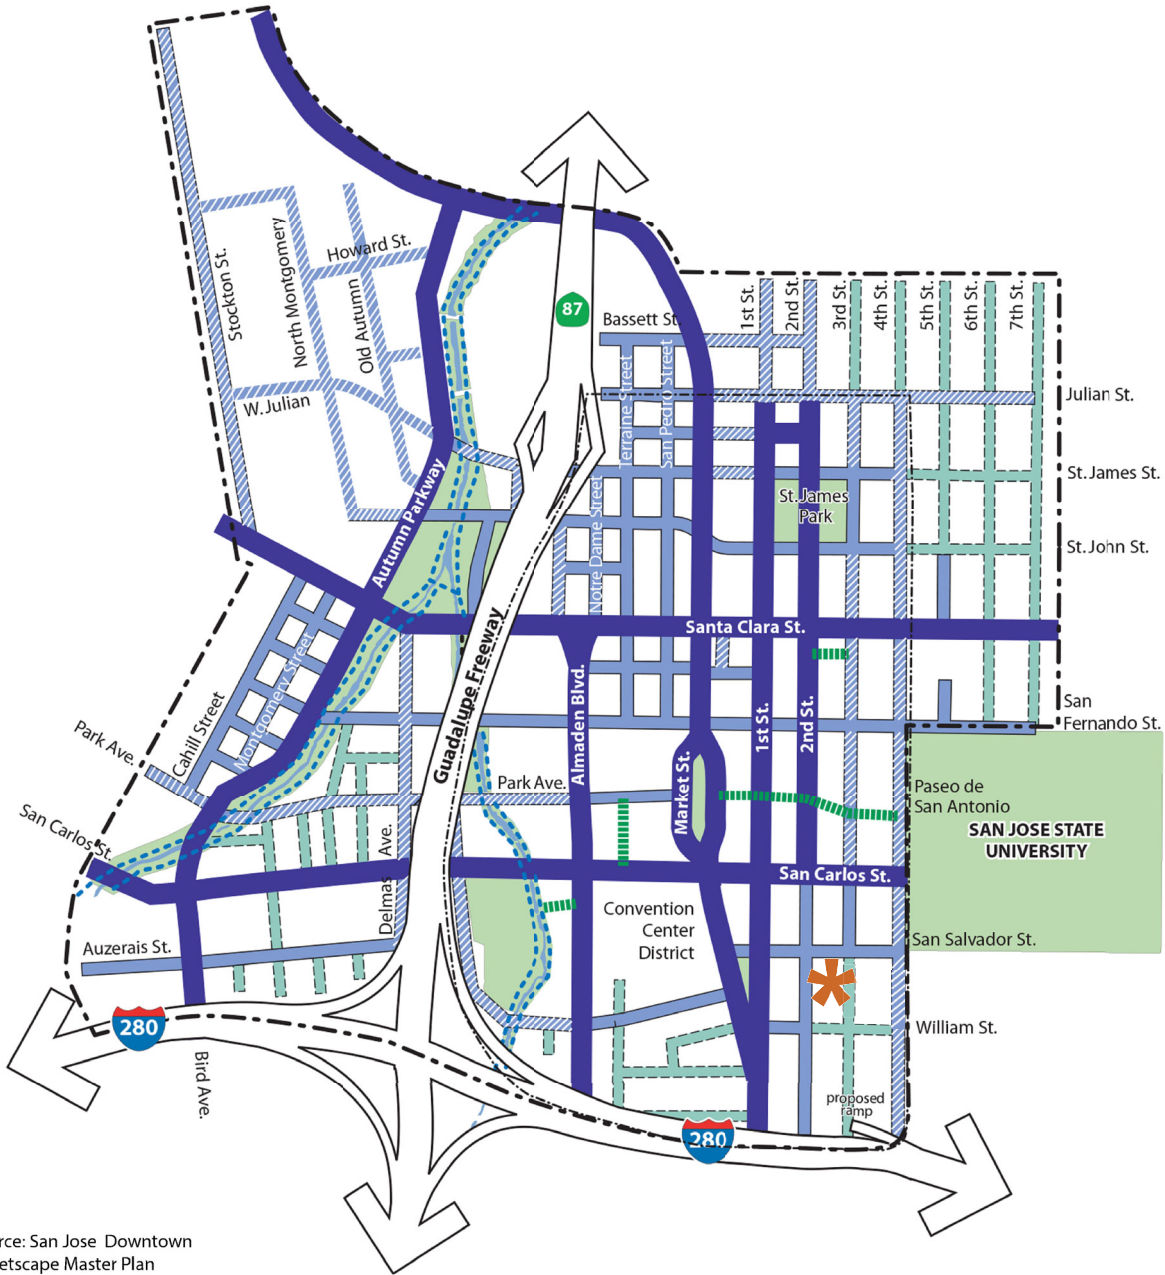 87
Bassett St.
1st St.
2nd St.
3rd St.
4th St.
5th St.
6th St.
7th St.
Stockton St.
North Montgomery
Howard St.
Old Autumn
W. Julian
Terraine Street
San Pedro Street
Julian St.
St. James St.
St. James
Park
St. John St.
Autumn Parkway
Notre Dame Street
Santa Clara St.
Guadalupe Freeway
Almaden Blvd.
Market St.
1st St.
2nd St.
San
Fernando St.
Park Ave.
Cahill Street
Montgomery Street
Park Ave.
Paseo de
San Antonio
SAN JOSE STATE
UNIVERSITY
San Carlos St.
San Carlos St.
Delmas Ave.
Convention
Center
District
Auzerais St.
San Salvador St.
William St.
280
Bird Ave.
proposed
ramp
280
rce: San Jose Downtown
etscape Master Plan